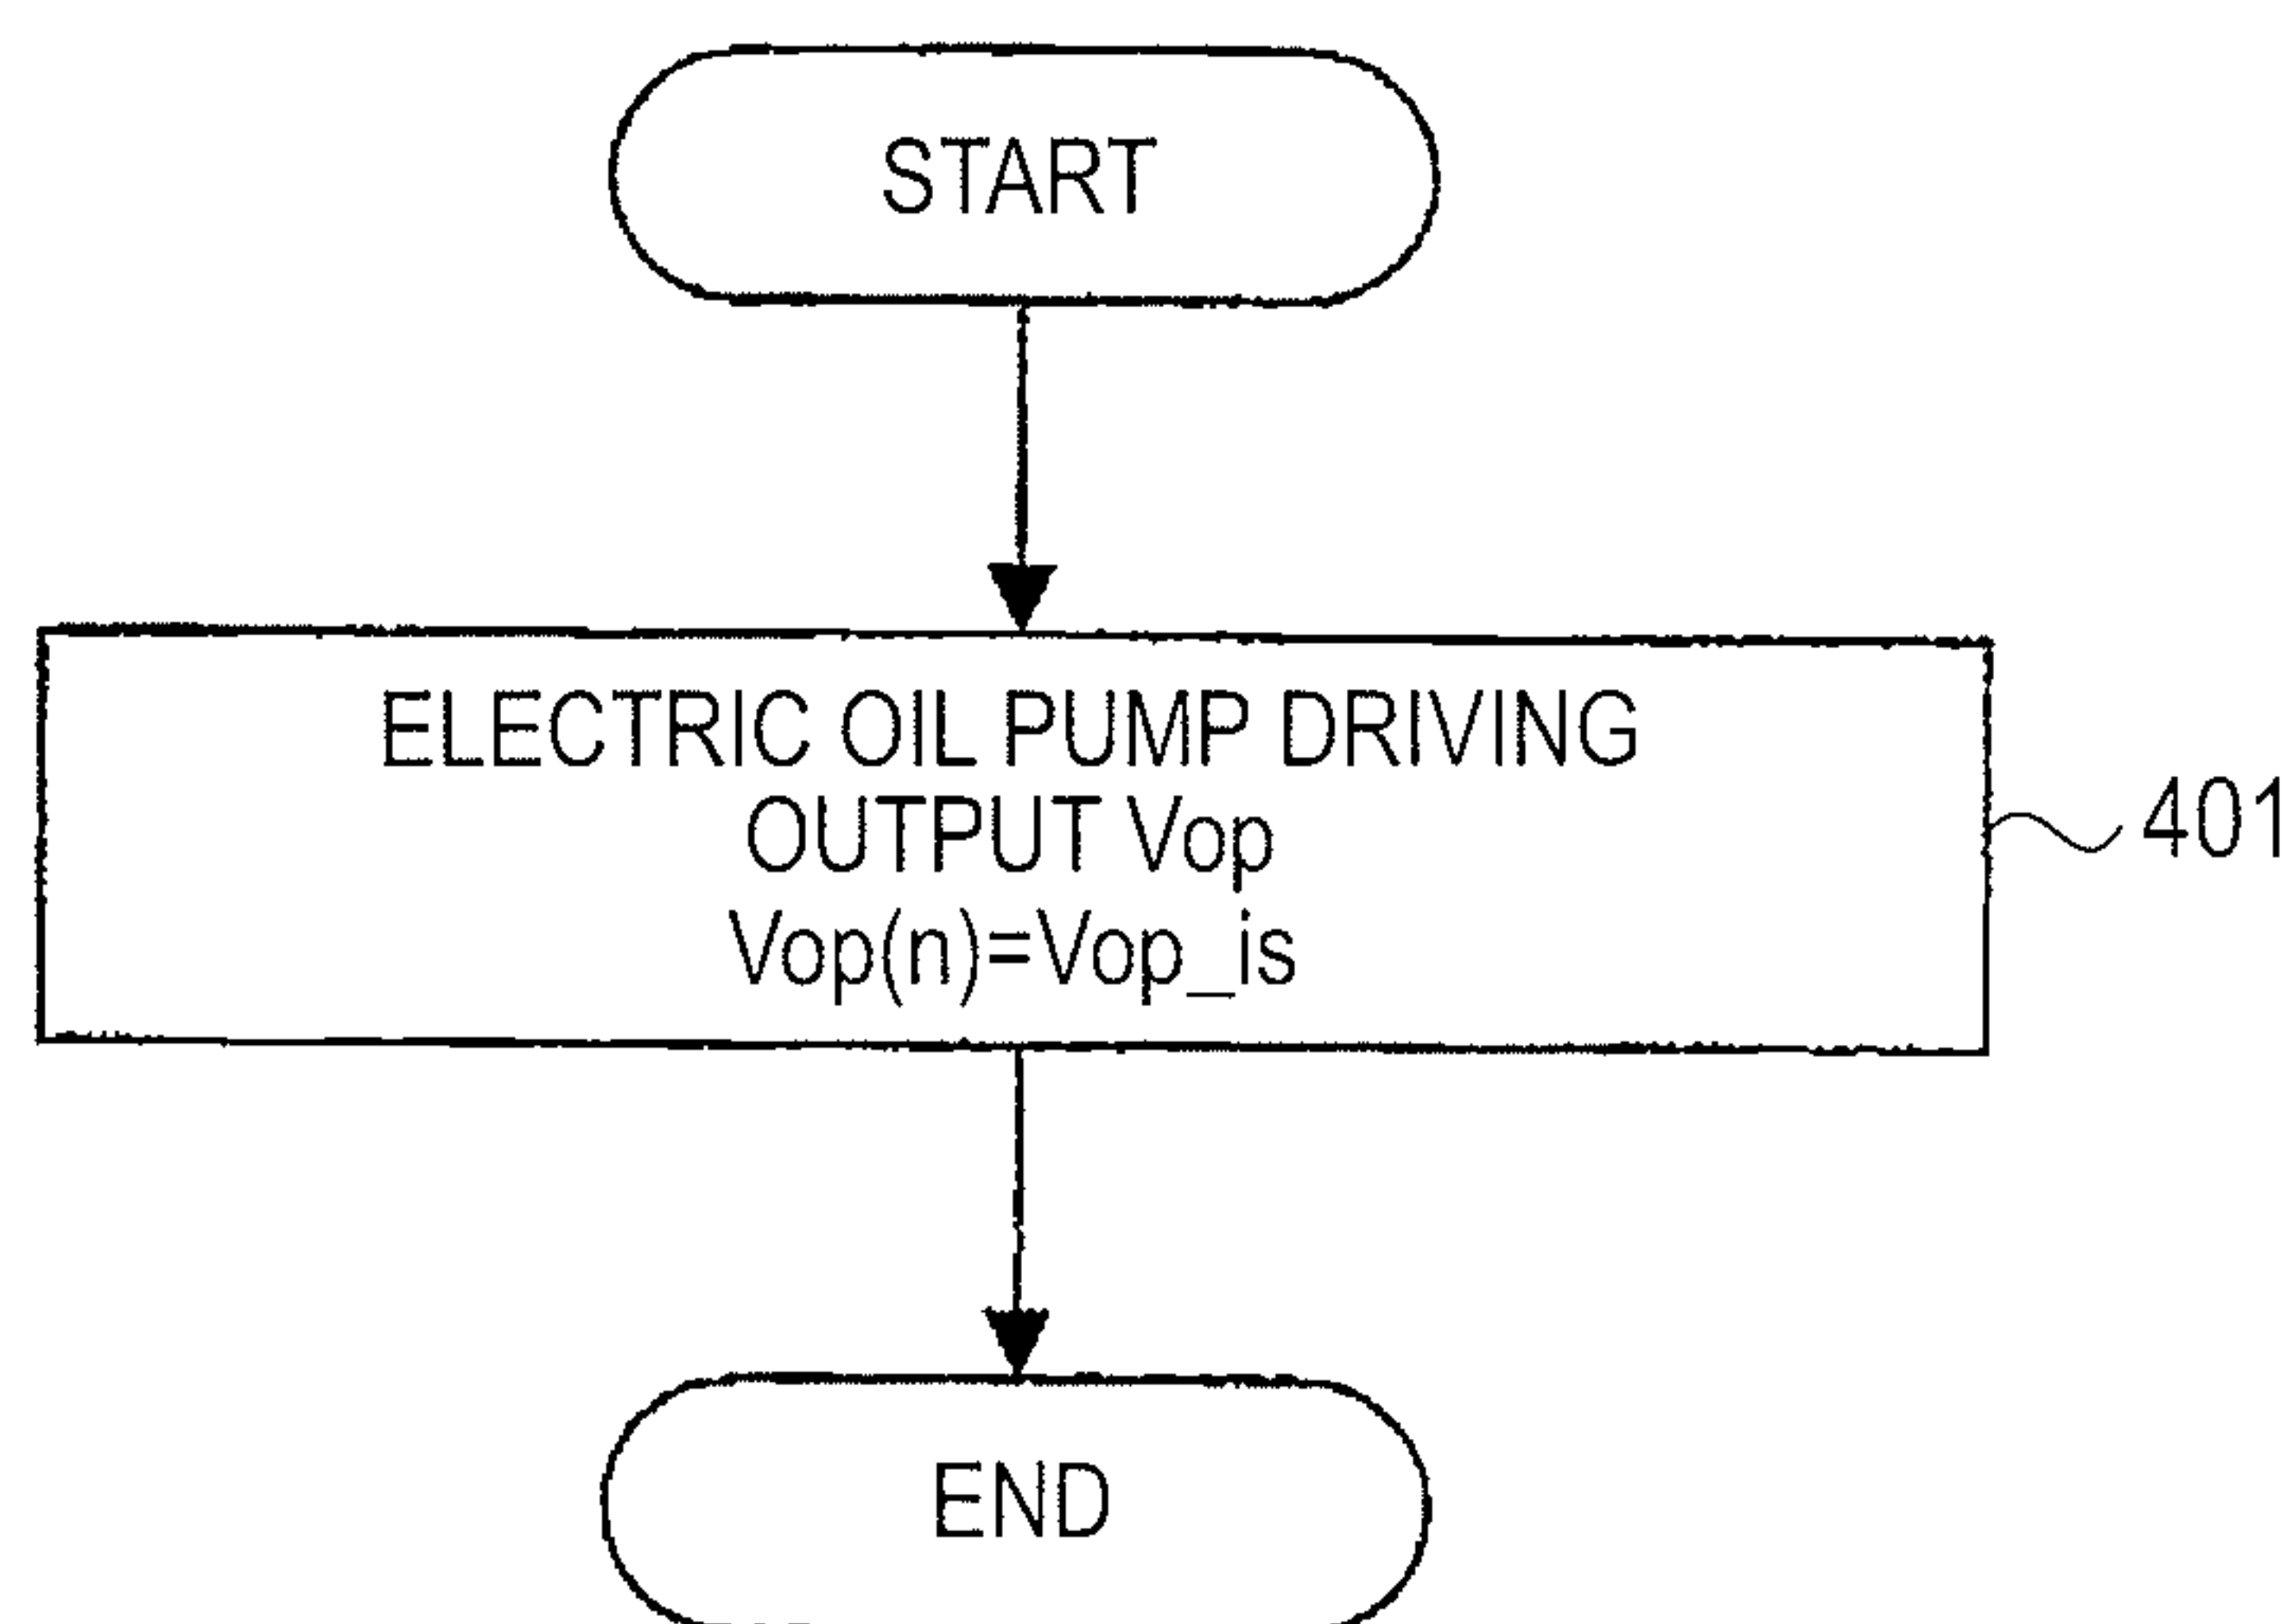 START
ELECTRIC OIL PUMP DRIVING
OUTPUT Vop
Vop(n)=Vop_is
401
END